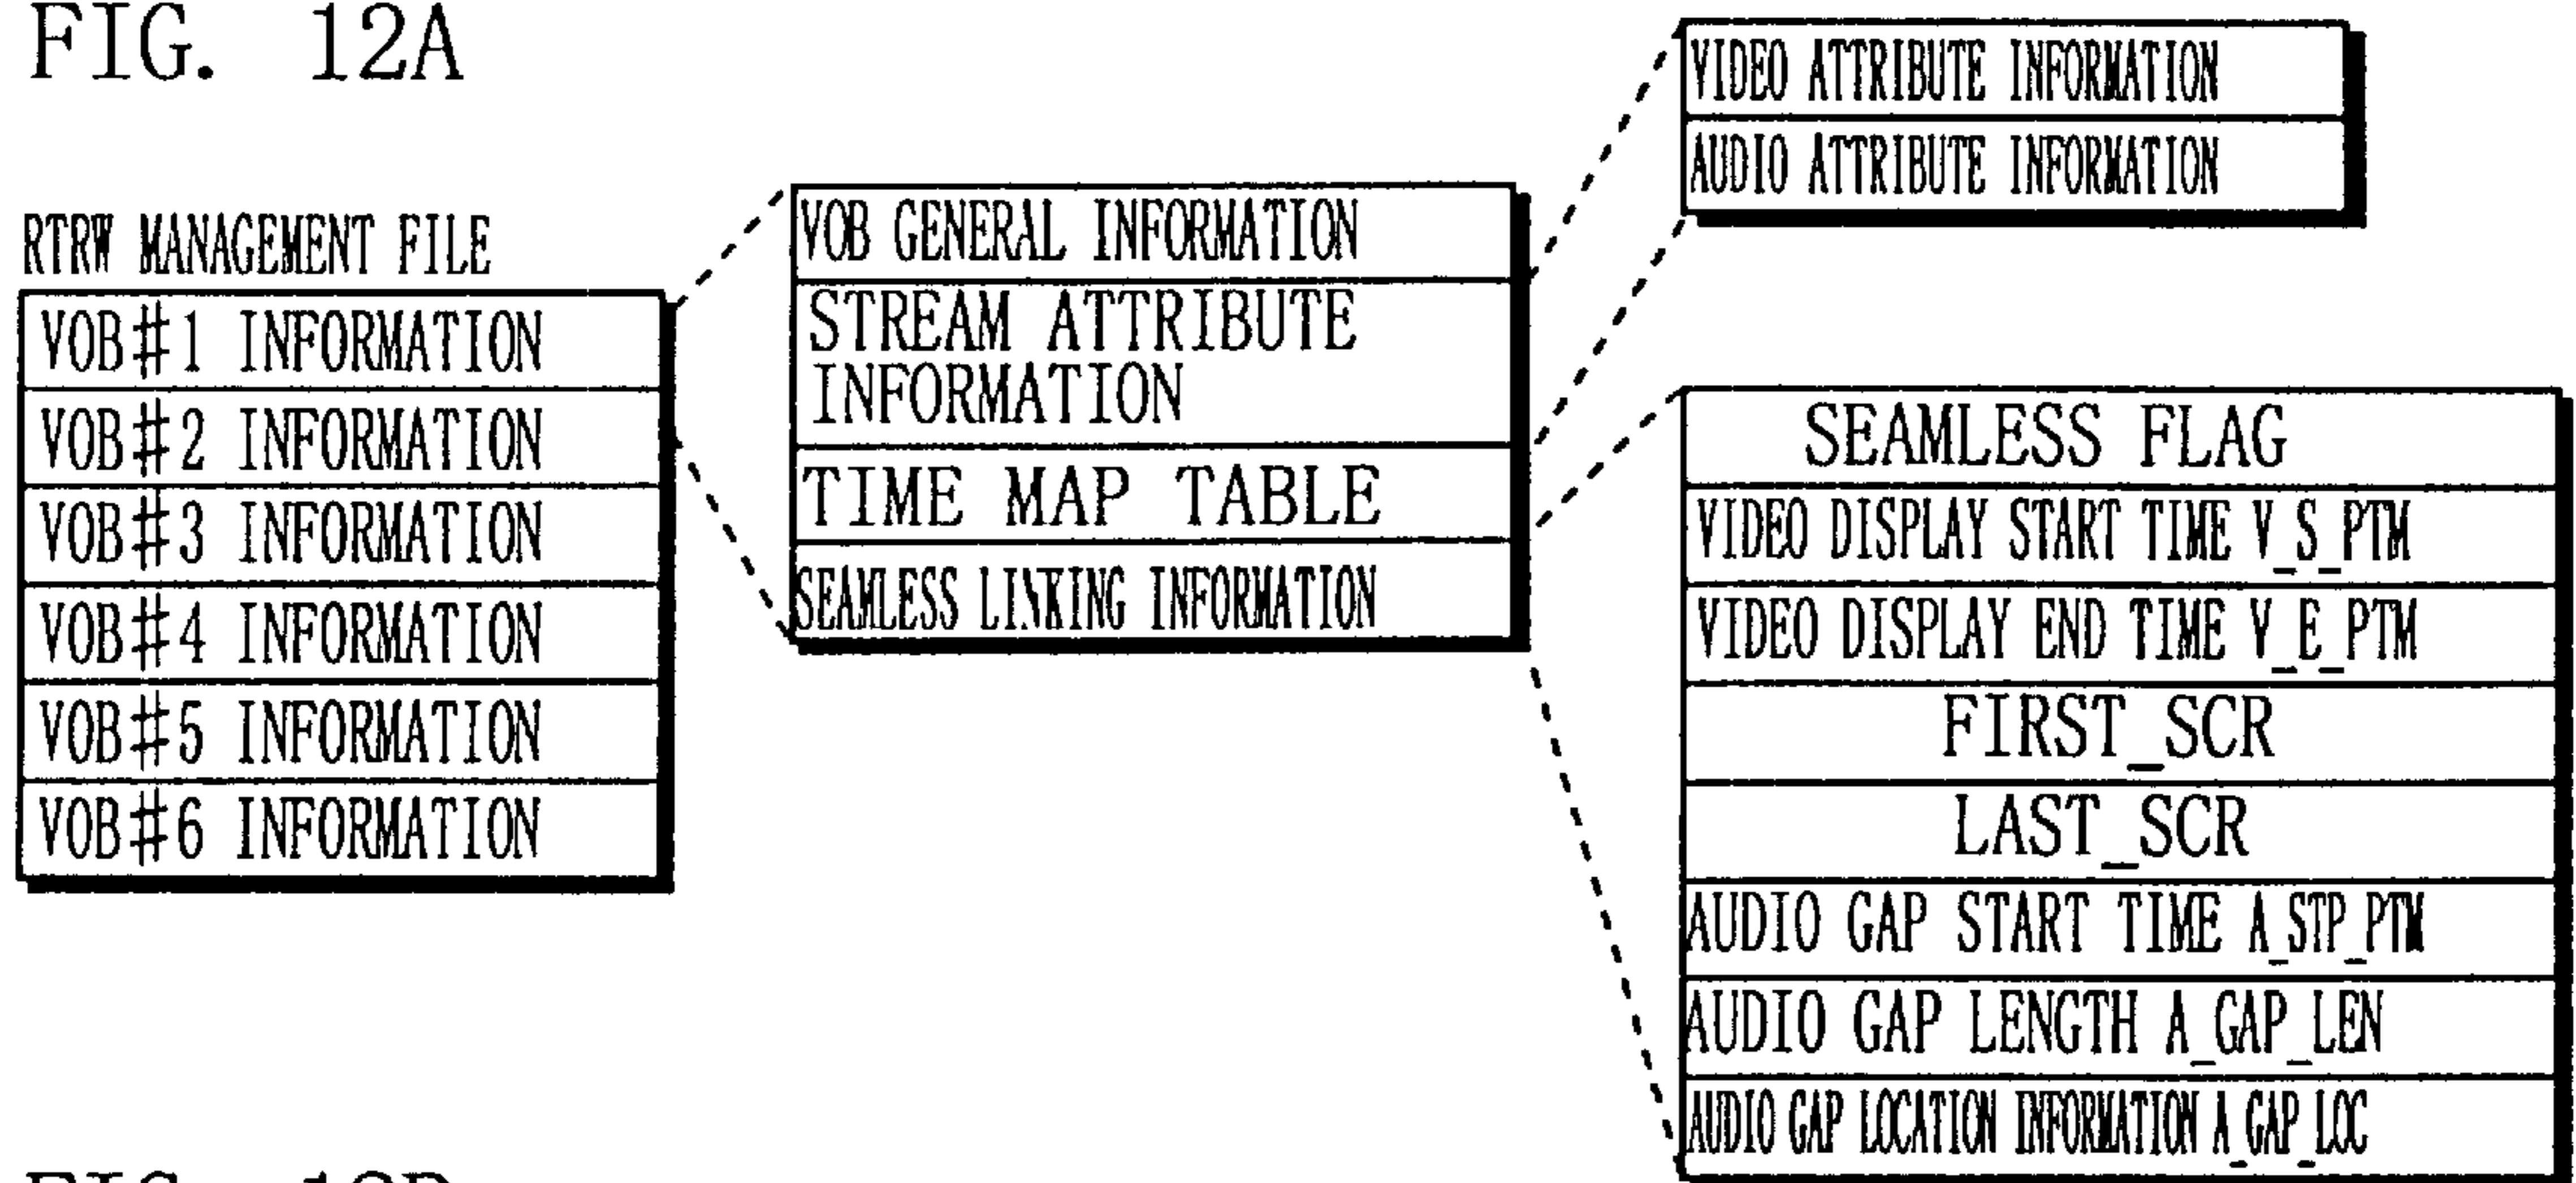 FIG. 12A
RTRW MANAGEMENT FILE
VOB#1 INFORMATION
VOB#2 INFORMATION
VOB#3 INFORMATION
VOB#4 INFORMATION
VOB#5 INFORMATION
VOB#6 INFORMATION
VOB GENERAL INFORMATION
STREAM ATTRIBUTE
INFORMATION
TIME MAP TABLE
SEAMLESS LINKING INFORMATION
VIDEO ATTRIBUTE INFORMATION
AUDIO ATTRIBUTE INFORMATION
SEAMLESS FLAG
VIDEO DISPLAY START TIME V_S_PTM
VIDEO DISPLAY END TIME V_E_PTM
FIRST_SCR
LAST_SCR
AUDIO GAP START TIME A_STP_PTM
AUDIO GAP LENGTH A_GAP_LEN
AUDIO GAP LOCATION INFORMATION A_GAP_LOC